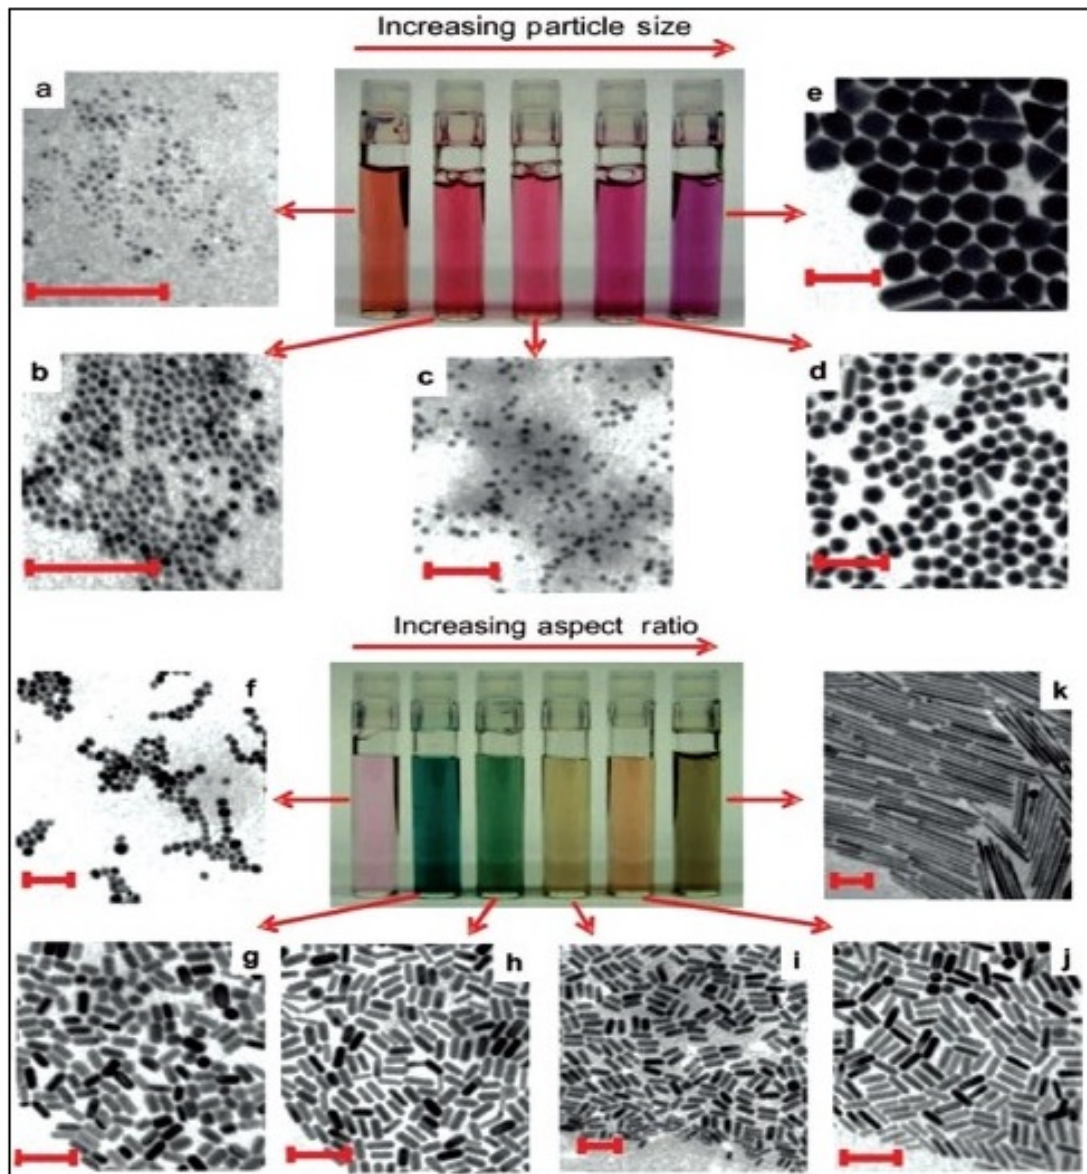 Increasing particle size
a
e
b
c
d
Increasing aspect ratio
f
k
g
h
i
j